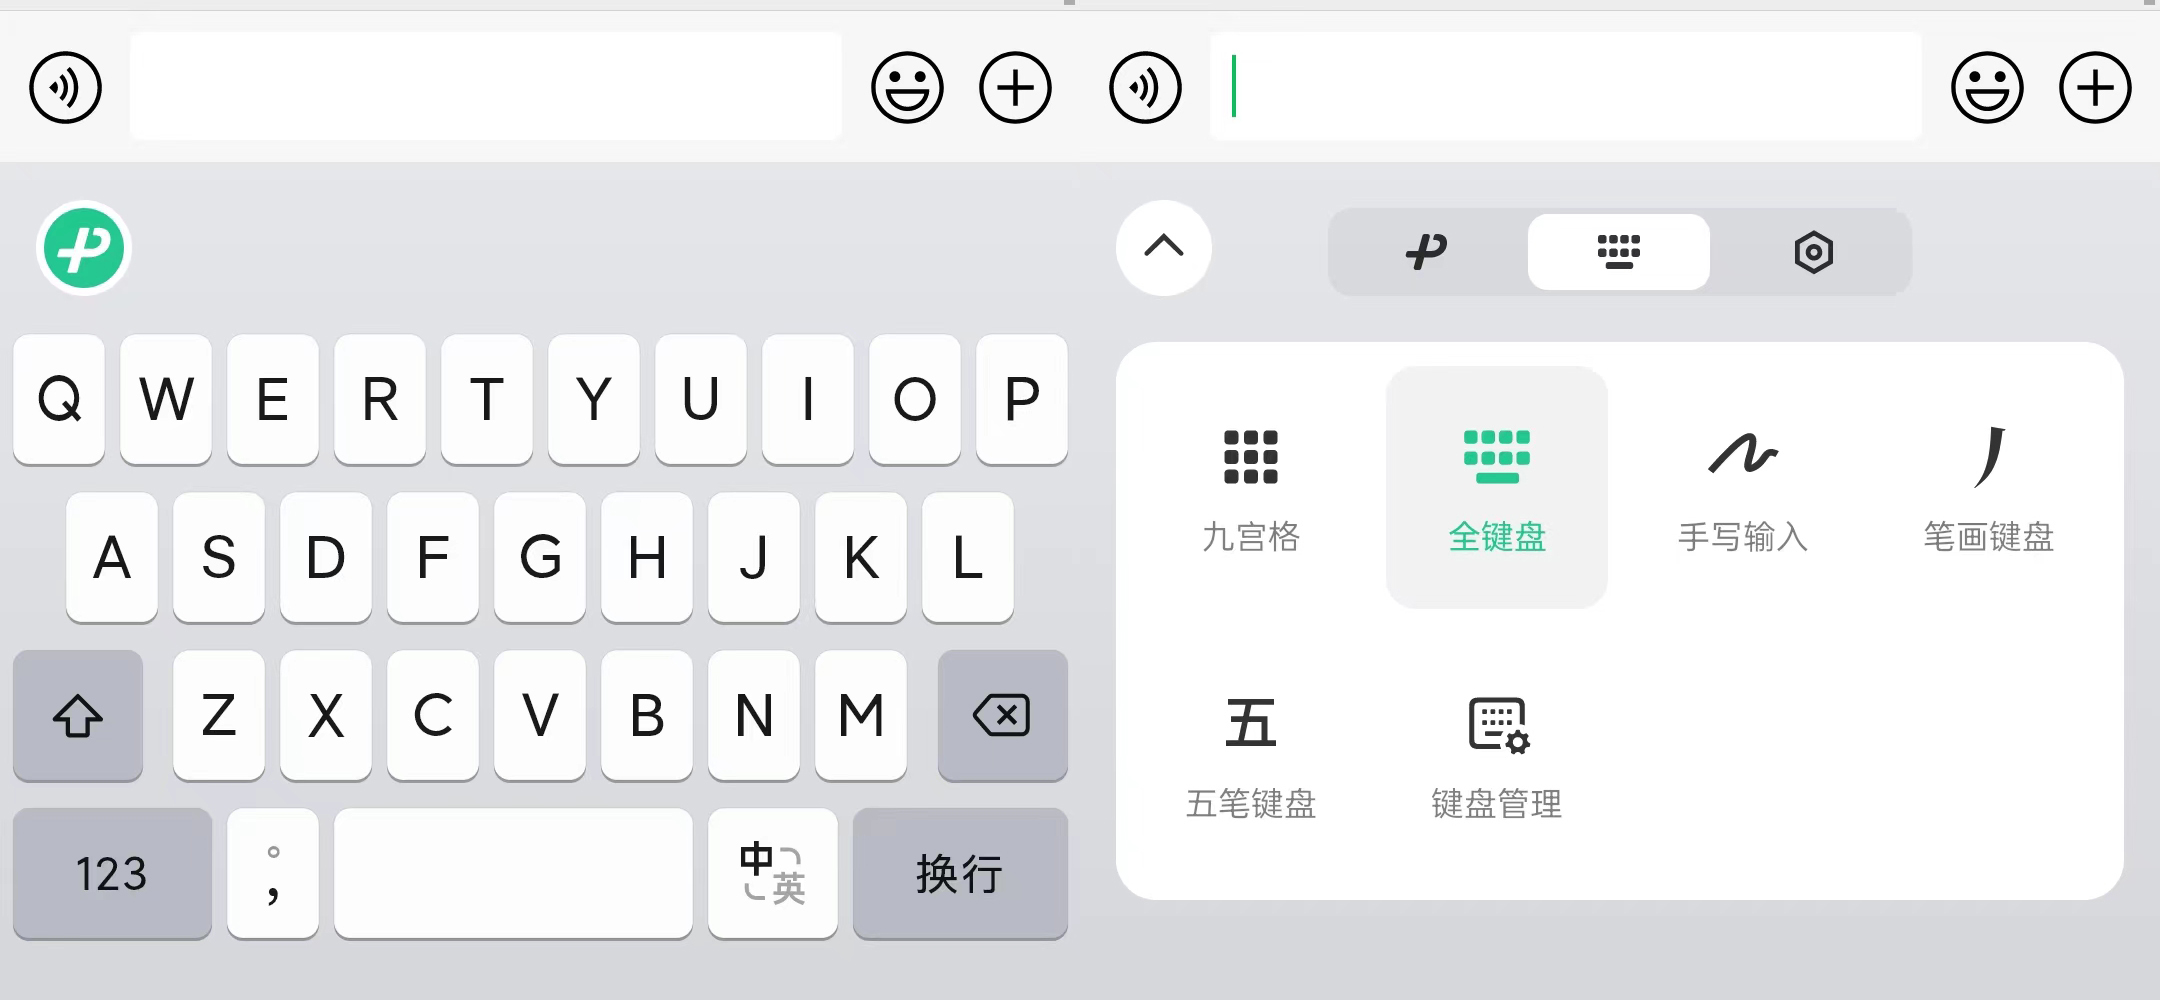 Q W E R T Y U I O P
A S D F G H J K L
Z X C V B N M
123 。 , 中 英 换行
九宫格 全键盘 手写输入 笔画键盘
五
五笔键盘 键盘管理